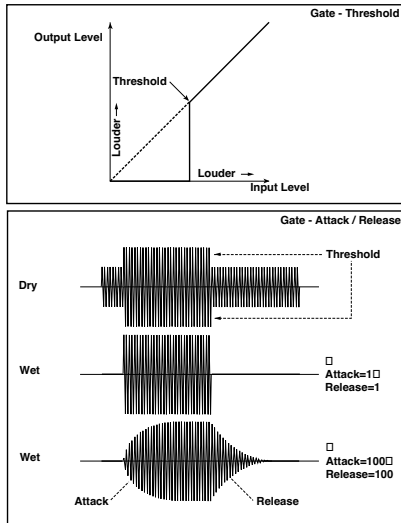 Gate - Threshold
Output Level
Threshold
Louder
Louder
Input Level
Gate - Attack / Release
Threshold
Dry
Wet
Attack=1
Release=1
Wet
Attack=100
Release=100
Attack
Release